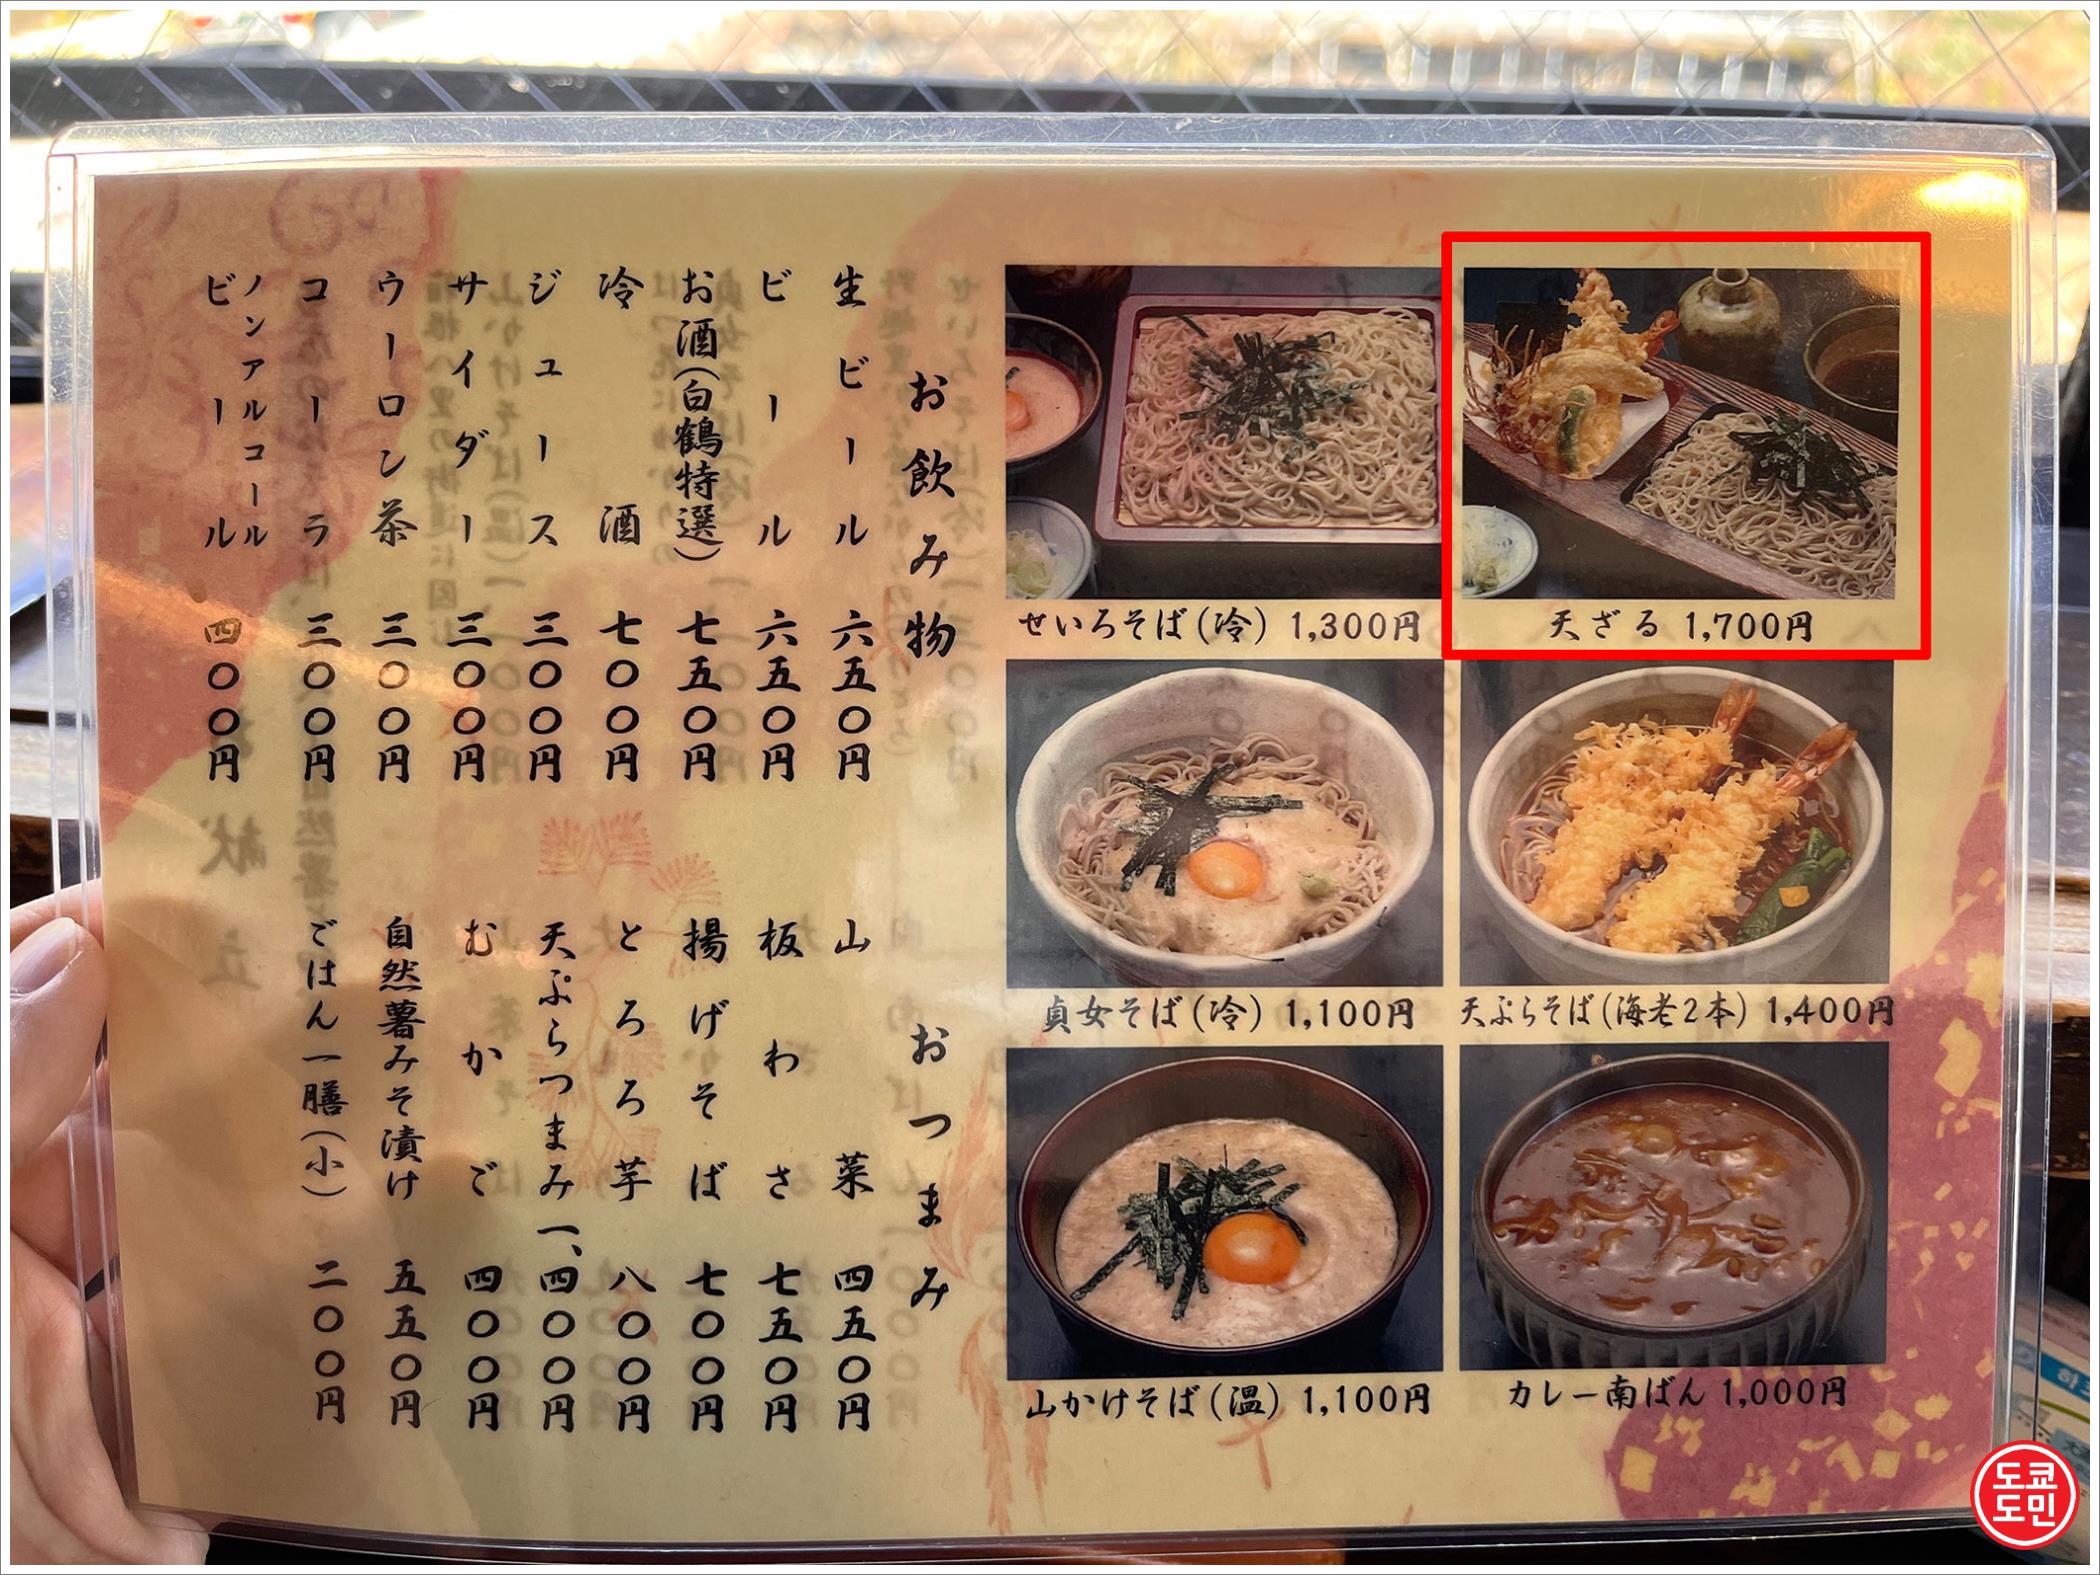 お飲み物
生ビール 六五〇円
ビール 六五〇円
お酒(白鶴特選) 七五〇円
冷酒 七〇〇円
ジュース 三〇〇円
サイダー 三〇〇円
ウーロン茶 三〇〇円
コーラ 三〇〇円
ノンアルコール
ビール 四〇〇円
おつまみ
山菜 四五〇円
板わさ 七五〇円
揚げそば 七〇〇円
とろろ芋 八〇〇円
天ぷらつまみ 一、四〇〇円
むかご 四〇〇円
自然薯みそ漬け 五五〇円
ごはん一膳(小) 二〇〇円
せいろそば(冷) 1,300円
天ざる 1,700円
貞女そば(冷) 1,100円
天ぷらそば(海老2本) 1,400円
山かけそば(温) 1,100円
カレー南ばん 1,000円
도쿄
도민